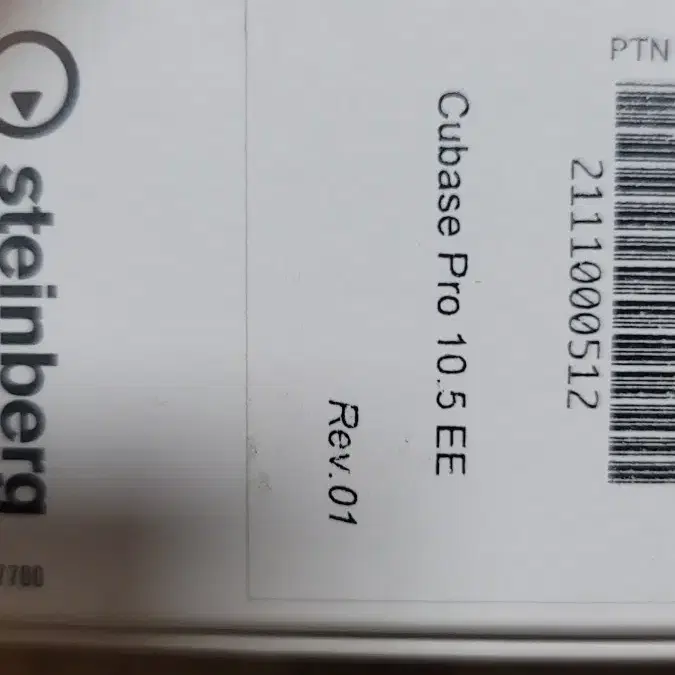 PTN
2111000512
Cubase Pro 10.5 EE
Rev.01
steinberg